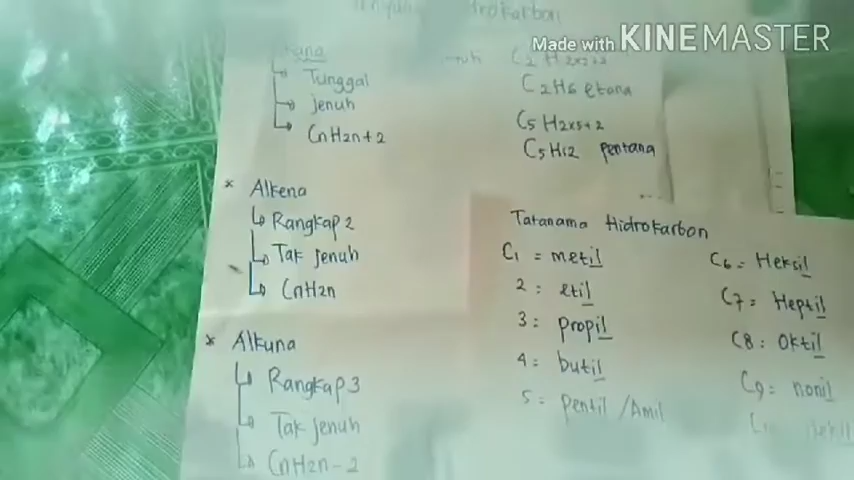 Made with KINEMASTER
Tunggal
Jenuh
CnH2n+2
C2H6 etana
C5H2x5+2
C5H12 pentana
* Alkena
Rangkap 2
Tak jenuh
CnH2n
* Alkuna
Rangkap 3
Tak jenuh
CnH2n-2
Tatanama Hidrokarbon
C1 = metil
2 = etil
3 = propil
4 = butil
5 = pentil / Amil
C6 = Heksil
C7 = Heptil
C8 = Oktil
C9 = nonil